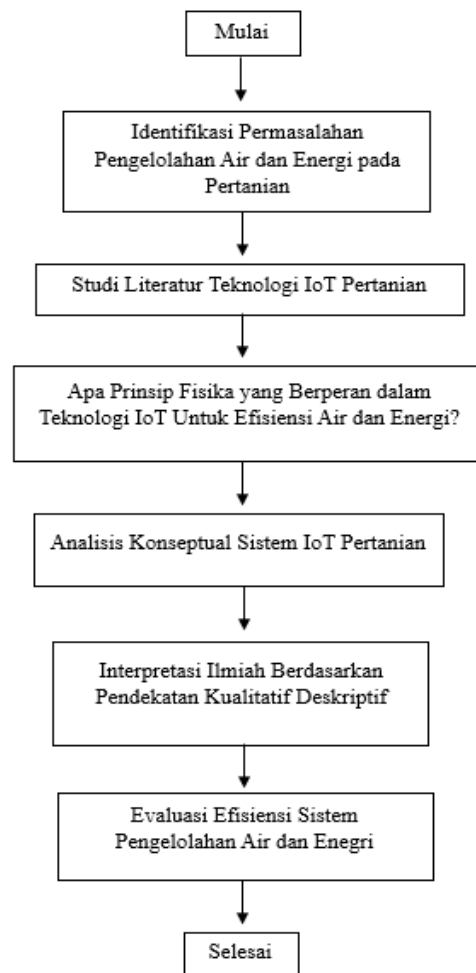 Mulai
Identifikasi Permasalahan
Pengelolahan Air dan Energi pada
Pertanian
Studi Literatur Teknologi IoT Pertanian
Apa Prinsip Fisika yang Berperan dalam
Teknologi IoT Untuk Efisiensi Air dan Energi?
Analisis Konseptual Sistem IoT Pertanian
Interpretasi Ilmiah Berdasarkan
Pendekatan Kualitatif Deskriptif
Evaluasi Efisiensi Sistem
Pengelolahan Air dan Enegri
Selesai